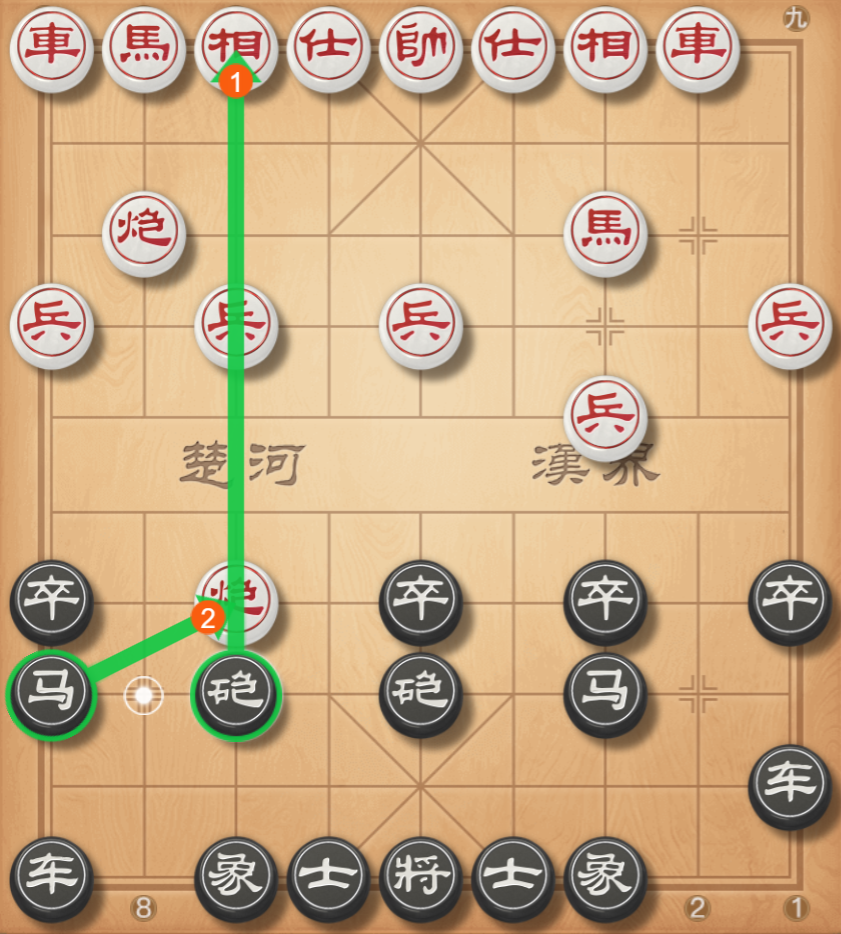 九
車 馬 相 仕 帥 仕 相 車
1
炮 馬
兵 兵 兵 兵
兵
楚河 漢界
卒 炮 卒 卒 卒
2
马 砲 砲 马
车
车 象 士 将 士 象
8 2 1